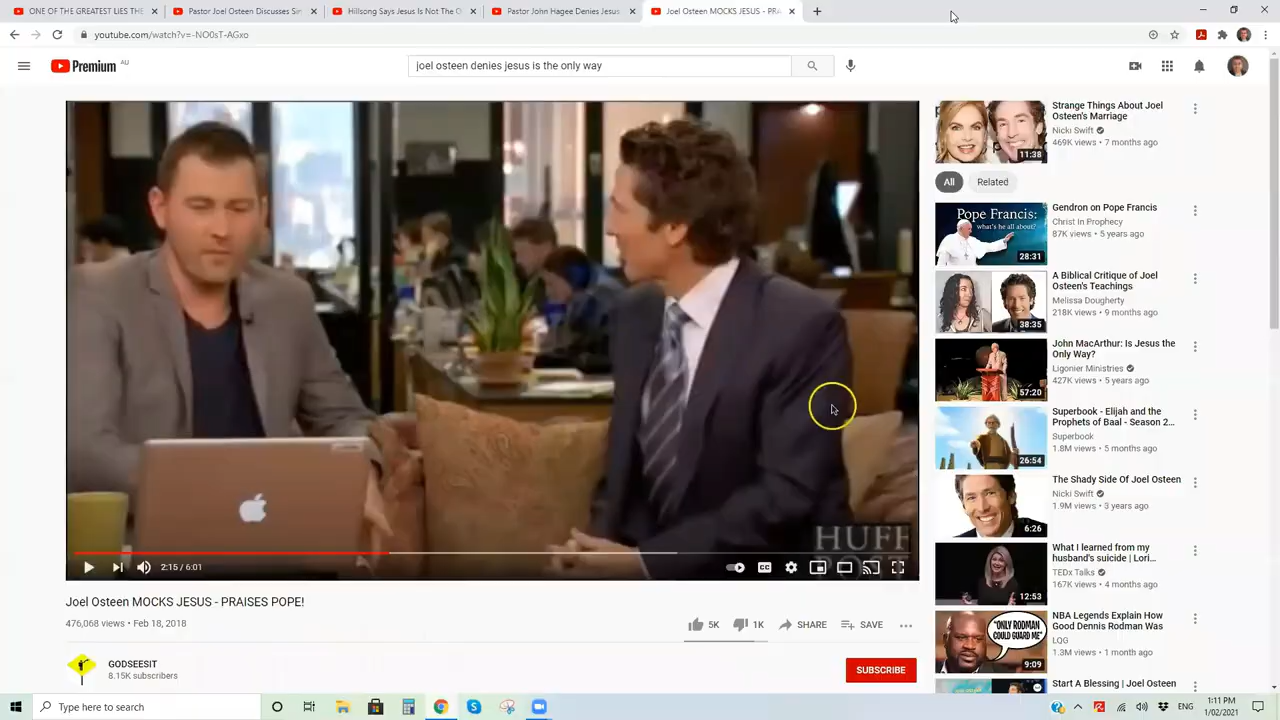 ONE OF THE GREATEST LIES THE
Pastor Joel Osteen Discusses Sin
Hillsong Says Jesus Is Not The O
Pastor John Hagee Denies Jesus
Joel Osteen MOCKS JESUS - PRA
youtube.com/watch?v=-NO0sT-AGxo
Premium AU
joel osteen denies jesus is the only way
Strange Things About Joel
Osteen's Marriage
Nicki Swift
469K views • 7 months ago
11:38
All
Related
Pope Francis:
what's he all about?
28:31
Gendron on Pope Francis
Christ In Prophecy
87K views • 5 years ago
A Biblical Critique of Joel
Osteen's Teachings
Melissa Dougherty
218K views • 9 months ago
38:35
John MacArthur: Is Jesus the
Only Way?
Ligonier Ministries
427K views • 5 years ago
57:20
Superbook - Elijah and the
Prophets of Baal - Season 2...
Superbook
1.8M views • 5 months ago
26:54
The Shady Side Of Joel Osteen
Nicki Swift
1.9M views • 3 years ago
6:26
What I learned from my
husband's suicide | Lori...
TEDx Talks
167K views • 4 months ago
12:53
NBA Legends Explain How
Good Dennis Rodman Was
LQG
1.3M views • 1 month ago
"ONLY RODMAN
COULD GUARD ME"
9:09
Start A Blessing | Joel Osteen
HUFF
POST
2:15 / 6:01
CC
Joel Osteen MOCKS JESUS - PRAISES POPE!
476,068 views • Feb 18, 2018
5K
1K
SHARE
SAVE
GODSEESIT
8.15K subscribers
SUBSCRIBE
Type here to search
ENG
1:11 PM
1/02/2021